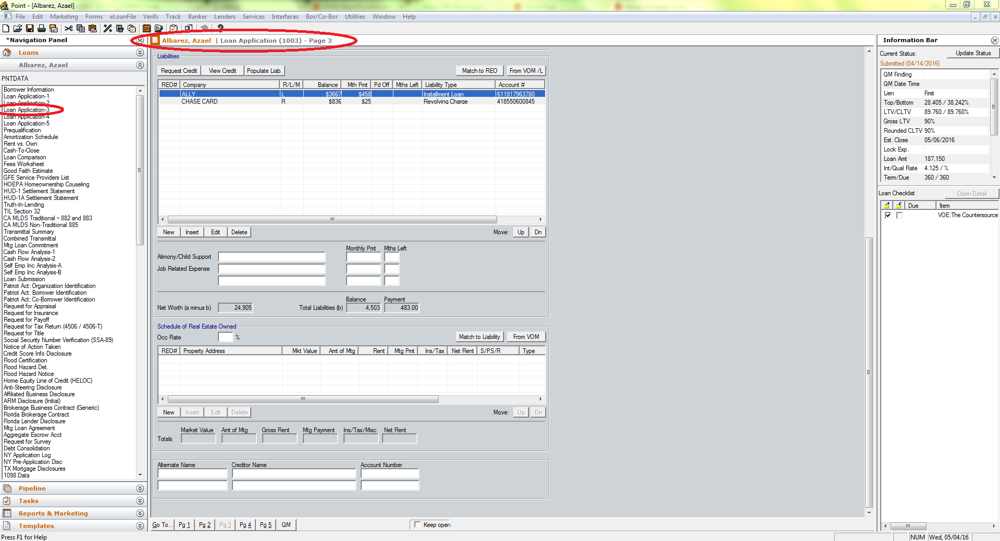 Point - [Albarez, Azael]
File Edit Marketing Forms eLoanFile Verifs Track Banker Lenders Services Interfaces Bor/Co-Bor Utilities Window Help
*Navigation Panel
Loans
Albarez, Azael
PNTDATA
Borrower Information
Loan Application-1
Loan Application-2
Loan Application-3
Loan Application-4
Loan Application-5
Prequalification
Amortization Schedule
Rent vs. Own
Cash-To-Close
Loan Comparison
Fees Worksheet
Good Faith Estimate
GFE Service Providers List
HOEPA Homeownership Couseling
HUD-1 Settlement Statement
HUD-1A Settlement Statement
Truth-In-Lending
TIL Section 32
CA MLDS Traditional – 882 and 883
CA MLDS Non-Traditional 885
Transmittal Summary
Combined Transmittal
Mtg Loan Commitment
Cash Flow Analysis-1
Cash Flow Analysis-2
Self Emp Inc Analysis-A
Self Emp Inc Analysis-B
Loan Submission
Patriot Act: Organization Identification
Patriot Act: Borrower Identification
Patriot Act: Co-Borrower Identification
Request for Appraisal
Request for Insurance
Request for Payoff
Request for Tax Return (4506 / 4506-T)
Request for Title
Social Security Number Verification (SSA-89)
Notice of Action Taken
Credit Score Info Disclosure
Flood Certification
Flood Hazard Det.
Flood Hazard Notice
Home Equity Line of Credit (HELOC)
Anti-Steering Disclosure
Affiliated Business Disclosure
ARM Disclosure (Initial)
Brokerage Business Contract (Generic)
Florida Brokerage Contract
Florida Lender Disclosure
Mtg Loan Agreement
Aggregate Escrow Acct
Request for Survey
Debt Consolidation
NY Application Log
NY Pre-Application Disc
TX Mortgage Disclosures
1098 Data
Pipeline
Tasks
Reports & Marketing
Templates
Press F1 for Help
B Albarez, Azael | Loan Application (1003) - Page 3
Liabilities
Request Credit View Credit Populate Liab. Match to REO From VOM /L
REO# Company R/L/M Balance Mth Pmt Pd Off Mths Left Liability Type Account #
ALLY L $3667 $458 Installment Loan 611917963780
CHASE CARD R $836 $25 Revolving Charge 418550600845
New Insert Edit Delete Move: Up Dn
Monthly Pmt Mths Left
Alimony/Child Support
Job Related Expense
Balance Payment
Net Worth (a minus b) 24,905 Total Liabilities (b) 4,503 483.00
Schedule of Real Estate Owned
Occ Rate % Match to Liability From VOM
REO# Property Address Mkt Value Amt of Mtg Rent Mtg Pmt Ins/Tax Net Rent S/PS/R Type
New Insert Edit Delete Move: Up Dn
Market Value Amt of Mtg Gross Rent Mtg Payment Ins/Tax/Misc Net Rent
Totals
Alternate Name Creditor Name Account Number
Go To... Pg 1 Pg 2 Pg 3 Pg 4 Pg 5 QM Keep open
Information Bar
Current Status: Update Status
Submitted (04/14/2016)
QM Finding
QM Date Time
Lien First
Top/Bottom 28.405 / 38.242%
LTV/CLTV 89.760 / 89.760%
Gross LTV 90%
Rounded CLTV 90%
Est. Close 05/06/2016
Lock Exp.
Loan Amt 187,150
Int/Qual Rate 4.125 / %
Term/Due 360 / 360
Loan Checklist Open Detail
Due Item
VOE:The Countersource
NUM Wed, 05/04/16